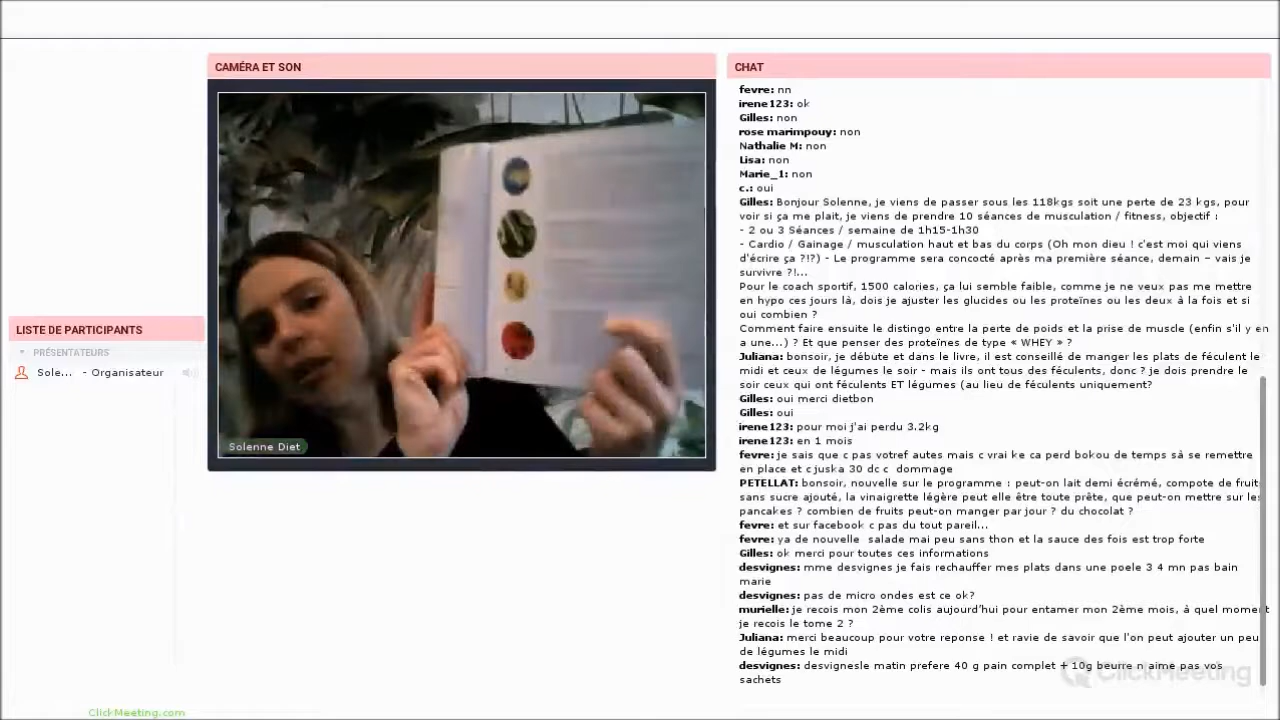 CAMÉRA ET SON
Solenne Diet
LISTE DE PARTICIPANTS
PRÉSENTATEURS
Sole... - Organisateur
ClickMeeting.com
CHAT
fevre: nn
irene123: ok
Gilles: non
rose marimpouy: non
Nathalie M: non
Lisa: non
Marie_1: non
c.: oui
Gilles: Bonjour Solenne, je viens de passer sous les 118kgs soit une perte de 23 kgs, pour
voir si ça me plait, je viens de prendre 10 séances de musculation / fitness, objectif :
- 2 ou 3 Séances / semaine de 1h15-1h30
- Cardio / Gainage / musculation haut et bas du corps (Oh mon dieu ! c'est moi qui viens
d'écrire ça ?!?) - Le programme sera concocté après ma première séance, demain – vais je
survivre ?!...
Pour le coach sportif, 1500 calories, ça lui semble faible, comme je ne veux pas me mettre
en hypo ces jours là, dois je ajuster les glucides ou les proteïnes ou les deux à la fois et si
oui combien ?
Comment faire ensuite le distingo entre la perte de poids et la prise de muscle (enfin s'il y en
a une...) ? Et que penser des proteïnes de type « WHEY » ?
Juliana: bonsoir, je débute et dans le livre, il est conseillé de manger les plats de féculent le
midi et ceux de légumes le soir - mais ils ont tous des féculents, donc ? je dois prendre le
soir ceux qui ont féculents ET légumes (au lieu de féculents uniquement?
Gilles: oui merci dietbon
Gilles: oui
irene123: pour moi j'ai perdu 3.2kg
irene123: en 1 mois
fevre: je sais que c pas votref autes mais c vrai ke ca perd bokou de temps sà se remettre
en place et c juska 30 dc c dommage
PETELLAT: bonsoir, nouvelle sur le programme : peut-on lait demi écrémé, compote de fruits
sans sucre ajouté, la vinaigrette légère peut elle être toute prête, que peut-on mettre sur les
pancakes ? combien de fruits peut-on manger par jour ? du chocolat ?
fevre: et sur facebook c pas du tout pareil...
fevre: ya de nouvelle salade mai peu sans thon et la sauce des fois est trop forte
Gilles: ok merci pour toutes ces informations
desvignes: mme desvignes je fais rechauffer mes plats dans une poele 3 4 mn pas bain
marie
desvignes: pas de micro ondes est ce ok?
murielle: je recois mon 2ème colis aujourd'hui pour entamer mon 2ème mois, à quel moment
je recois le tome 2 ?
Juliana: merci beaucoup pour votre reponse ! et ravie de savoir que l'on peut ajouter un peu
de légumes le midi
desvignes: desvignesle matin prefere 40 g pain complet + 10g beurre n aime pas vos
sachets
ClickMeeting